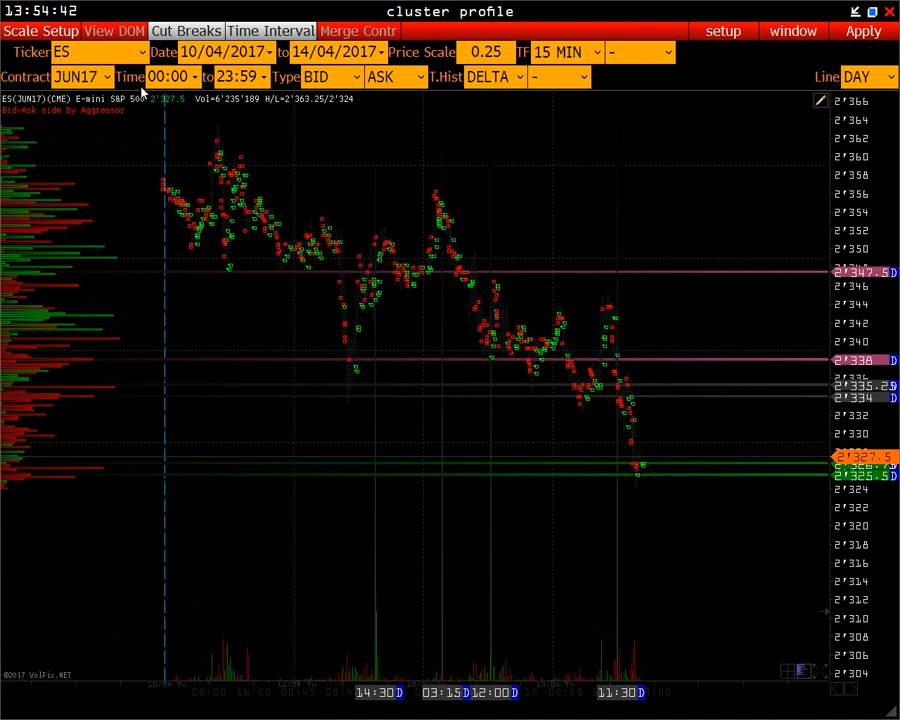 13:54:42 cluster profile
Scale Setup View DOM Cut Breaks Time Interval Merge Contr setup window Apply
Ticker ES Date 10/04/2017 to 14/04/2017 Price Scale 0.25 TF 15 MIN -
Contract JUN17 Time 00:00 to 23:59 Type BID ASK T.Hist DELTA - Line DAY
ES(JUN17)(CME) E-mini S&P 500 2'327.5 Vol=6'235'189 H/L=2'363.25/2'324
Bid-Ask side by Aggressor
2'366
2'364
2'362
2'360
2'358
2'356
2'354
2'352
2'350
2'347.5 D
2'346
2'344
2'342
2'340
2'338 D
2'335.25 D
2'334 D
2'332
2'330
2'327.5
2'325.5 D
2'324
2'322
2'320
2'318
2'316
2'314
2'312
2'310
2'308
2'306
2'304
©2017 VolFix.NET
14:30 D 03:15 D 12:00 D 11:30 D